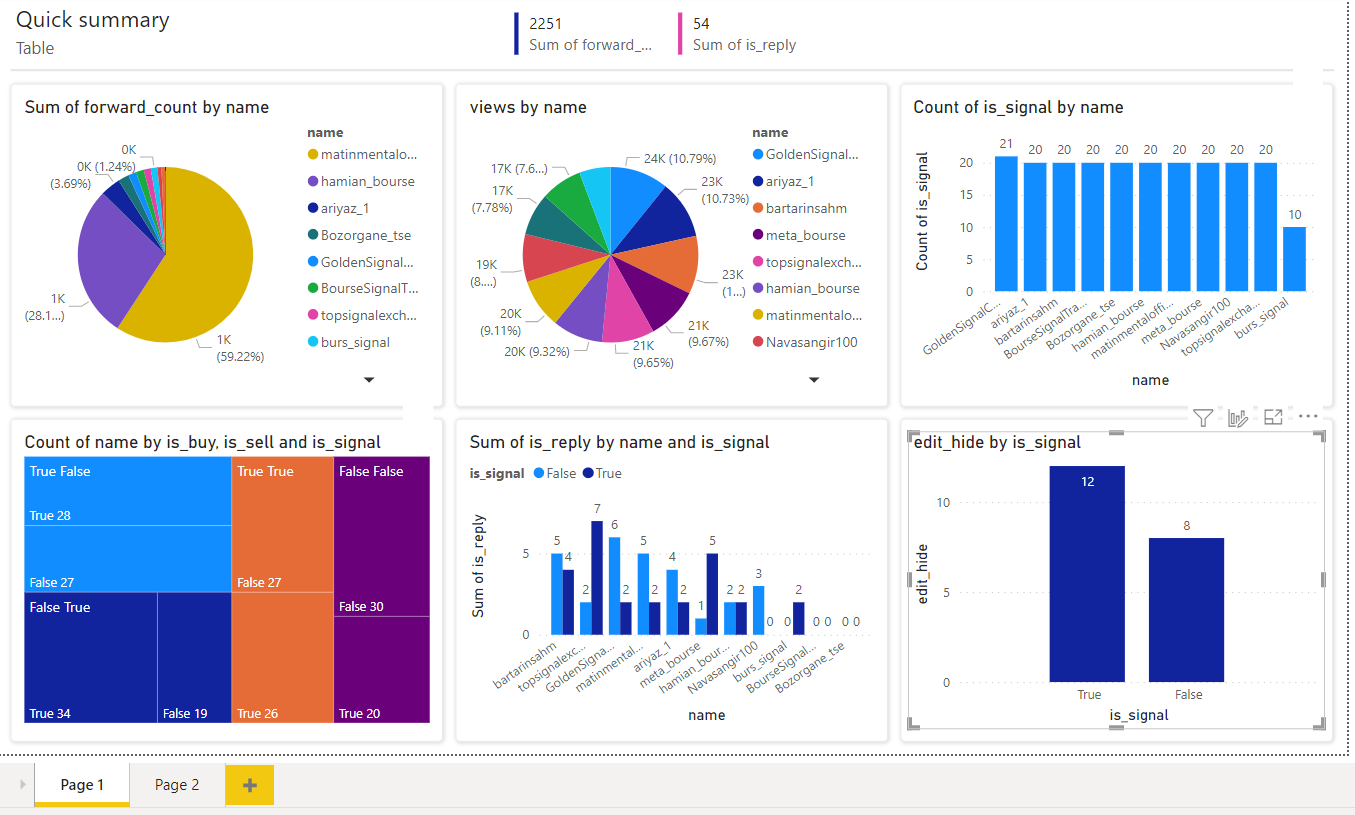 Quick summary
Table
2251
Sum of forward_...
54
Sum of is_reply
Sum of forward_count by name
0K
0K (1.24%)
(3.69%)
1K
(28.1...)
1K
(59.22%)
name
matinmentalo...
hamian_bourse
ariyaz_1
Bozorgane_tse
GoldenSignal...
BourseSignalT...
topsignalexch...
burs_signal
views by name
24K (10.79%)
23K
(10.73%)
23K
(1...)
21K
(9.67%)
21K
(9.65%)
20K (9.32%)
20K
(9.11%)
19K
(8....)
17K
(7.78%)
17K (7.6...)
name
GoldenSignal...
ariyaz_1
bartarinsahm
meta_bourse
topsignalexch...
hamian_bourse
matinmentalo...
Navasangir100
Count of is_signal by name
Count of is_signal
20
15
10
5
0
21 20 20 20 20 20 20 20 20 20 10
GoldenSignalC...
ariyaz_1
bartarinsahm
BourseSignalTra...
Bozorgane_tse
hamian_bourse
matinmentaloffi...
meta_bourse
Navasangir100
topsignalexcha...
burs_signal
name
Count of name by is_buy, is_sell and is_signal
True False
True 28
False 27
False True
True 34
False 19
True True
False 27
True 26
False False
False 30
True 20
Sum of is_reply by name and is_signal
is_signal False True
Sum of is_reply
5
0
5 4 2 7 6 2 5 2 4 2 1 5 2 2 3 0 0 2 0 0 0 0
bartarinsahm
topsignalexc...
GoldenSigna...
matinmental...
ariyaz_1
meta_bourse
hamian_bour...
Navasangir100
burs_signal
BourseSignal...
Bozorgane_tse
name
edit_hide by is_signal
edit_hide
10
5
0
12
8
True
False
is_signal
Page 1
Page 2